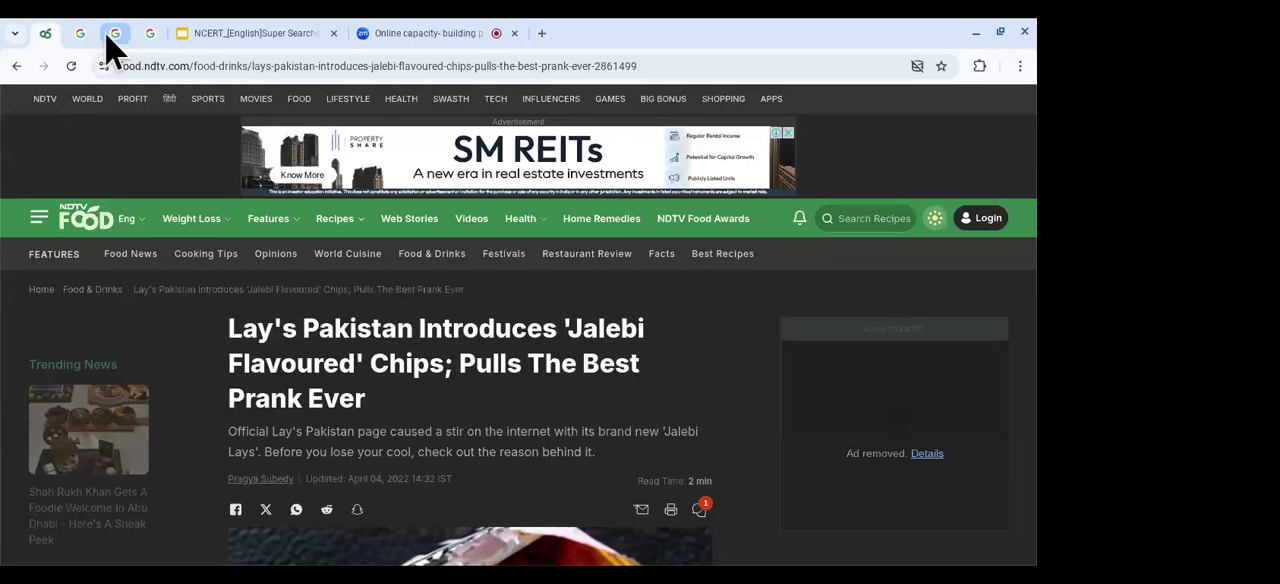 NCERT_[English]Super Searche
Online capacity- building p
ood.ndtv.com/food-drinks/lays-pakistan-introduces-jalebi-flavoured-chips-pulls-the-best-prank-ever-2861499
NDTV WORLD PROFIT हिंदी SPORTS MOVIES FOOD LIFESTYLE HEALTH SWASTH TECH INFLUENCERS GAMES BIG BONUS SHOPPING APPS
Advertisement
PROPERTY SHARE
SM REITs
A new era in real estate investments
Know More
Regular Rental Income
Potential for Capital Growth
Publicly Listed Units
NDTV FOOD Eng Weight Loss Features Recipes Web Stories Videos Health Home Remedies NDTV Food Awards Search Recipes Login
FEATURES Food News Cooking Tips Opinions World Cuisine Food & Drinks Festivals Restaurant Review Facts Best Recipes
Home Food & Drinks Lay's Pakistan Introduces 'Jalebi Flavoured' Chips; Pulls The Best Prank Ever
Lay's Pakistan Introduces 'Jalebi
Flavoured' Chips; Pulls The Best
Prank Ever
Official Lay's Pakistan page caused a stir on the internet with its brand new 'Jalebi
Lays'. Before you lose your cool, check out the reason behind it.
Pragya Subedy | Updated: April 04, 2022 14:32 IST
Read Time: 2 min
1
Trending News
Shah Rukh Khan Gets A
Foodie Welcome In Abu
Dhabi - Here's A Sneak
Peek
ADVERTISEMENT
Ad removed. Details